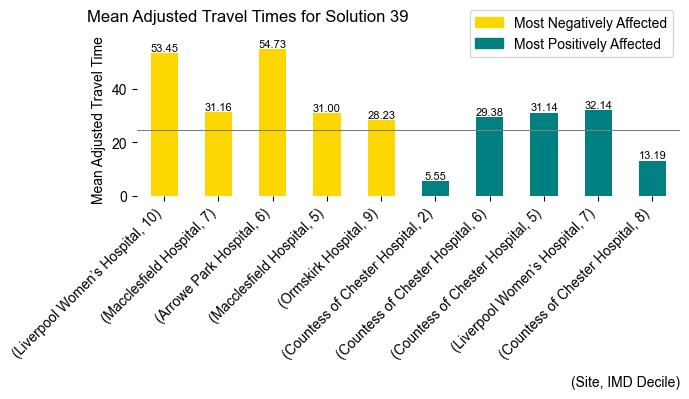 Mean Adjusted Travel Times for Solution 39
Most Negatively Affected
Most Positively Affected
Mean Adjusted Travel Time
40
20
0
53.45
31.16
54.73
31.00
28.23
5.55
29.38
31.14
32.14
13.19
(Liverpool Women's Hospital, 10)
(Macclesfield Hospital, 7)
(Arrowe Park Hospital, 6)
(Macclesfield Hospital, 5)
(Ormskirk Hospital, 9)
(Countess of Chester Hospital, 2)
(Countess of Chester Hospital, 6)
(Countess of Chester Hospital, 5)
(Liverpool Women's Hospital, 7)
(Countess of Chester Hospital, 8)
(Site, IMD Decile)